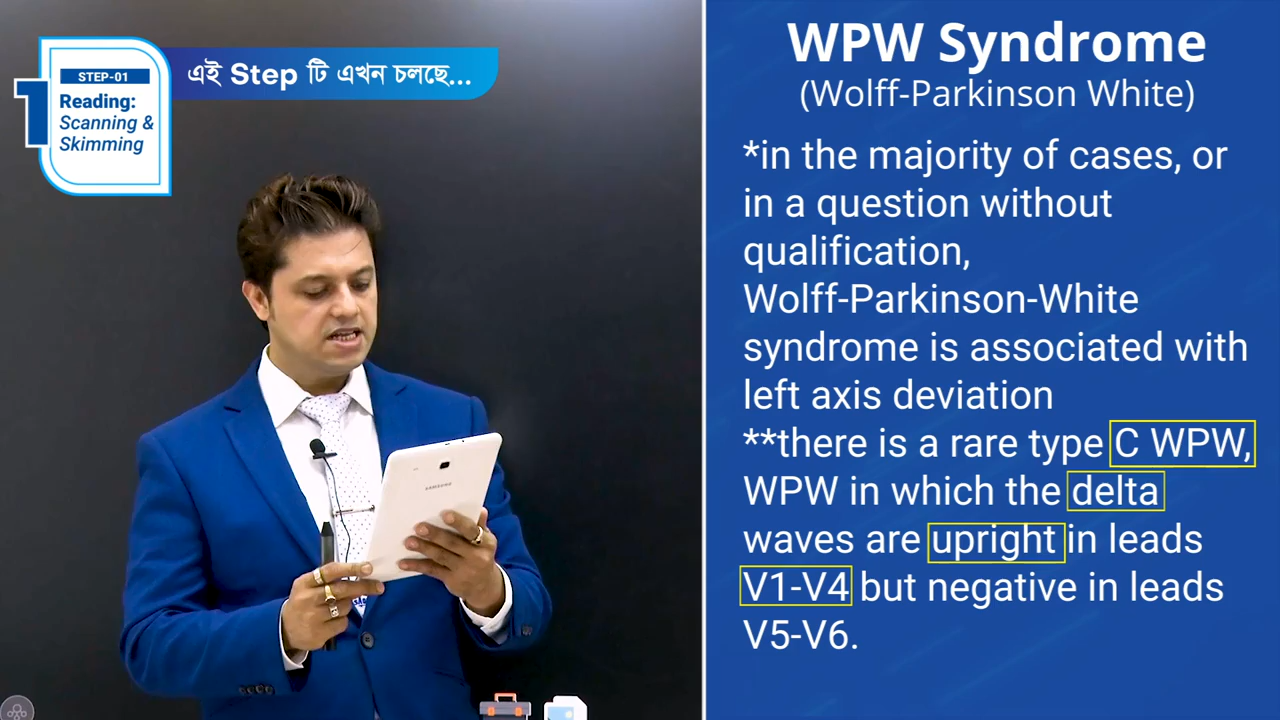 STEP-01
1
Reading:
Scanning &
Skimming
এই Step টি এখন চলছে...
SAMSUNG
WPW Syndrome
(Wolff-Parkinson White)
*in the majority of cases, or
in a question without
qualification,
Wolff-Parkinson-White
syndrome is associated with
left axis deviation
**there is a rare type C WPW,
WPW in which the delta
waves are upright in leads
V1-V4 but negative in leads
V5-V6.